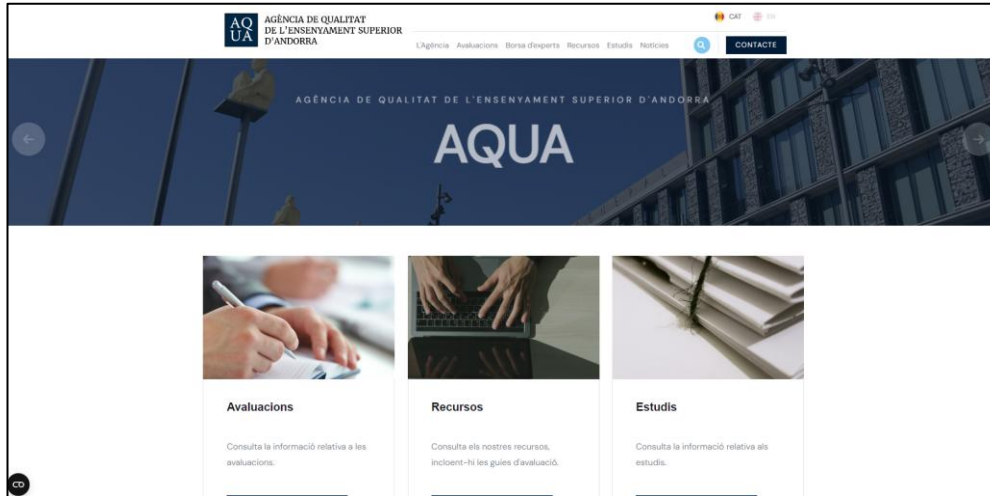 AQ
UA
AGÈNCIA DE QUALITAT
DE L'ENSENYAMENT SUPERIOR
D'ANDORRA
CAT EN
L'Agència Avaluacions Borsa d'experts Recursos Estudis Notícies CONTACTE
AGÈNCIA DE QUALITAT DE L'ENSENYAMENT SUPERIOR D'ANDORRA
AQUA
Avaluacions
Consulta la informació relativa a les
avaluacions.
Recursos
Consulta els nostres recursos,
incloent-hi les guies d'avaluació.
Estudis
Consulta la informació relativa als
estudis.